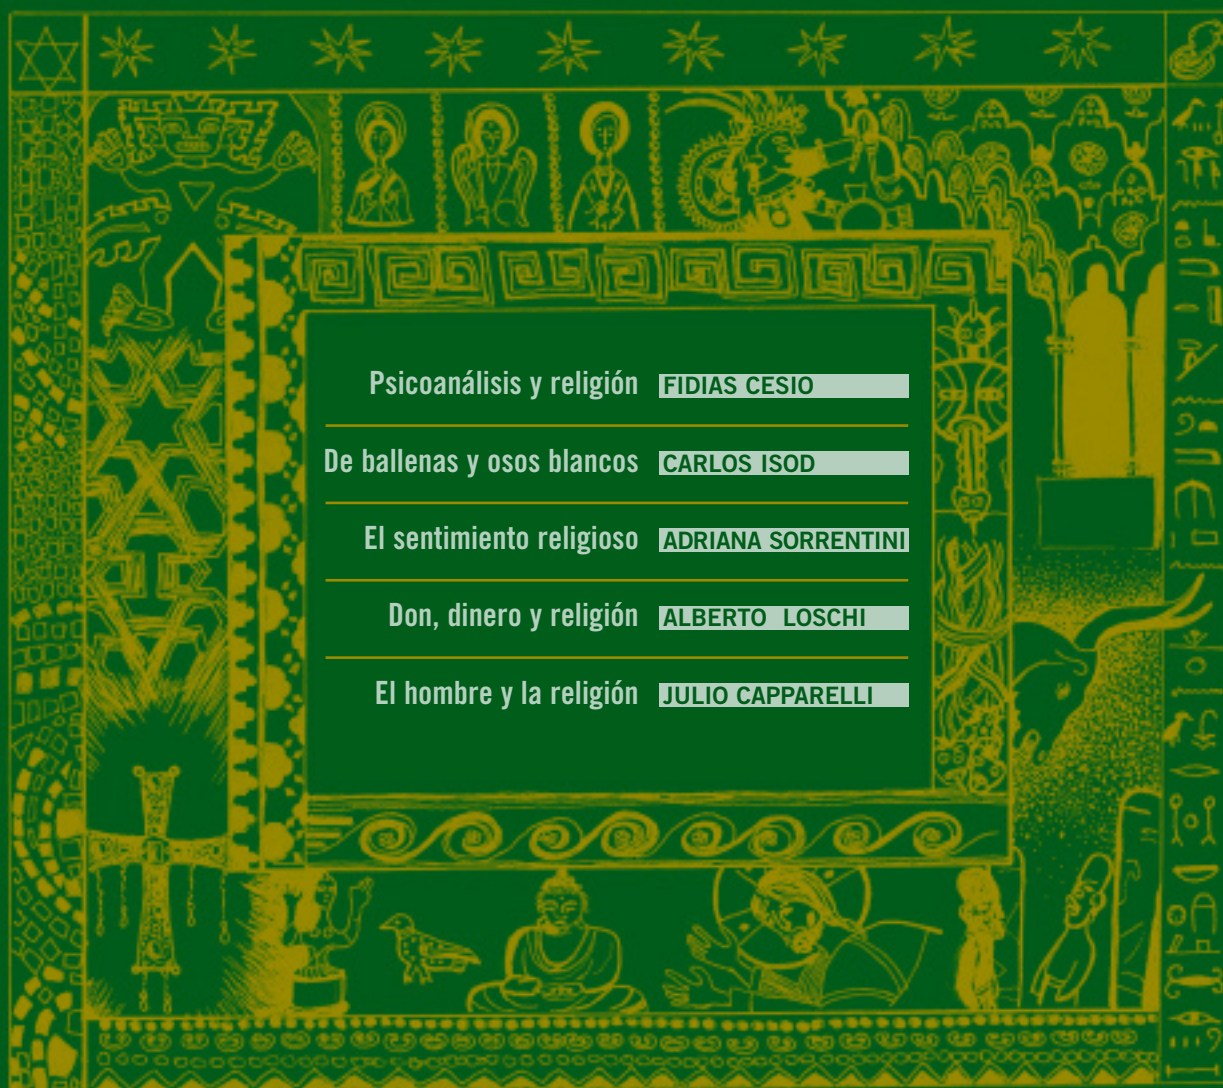 Psicoanálisis y religión FIDIAS CESIO
De ballenas y osos blancos CARLOS ISOD
El sentimiento religioso ADRIANA SORRENTINI
Don, dinero y religión ALBERTO LOSCHI
El hombre y la religión JULIO CAPPARELLI